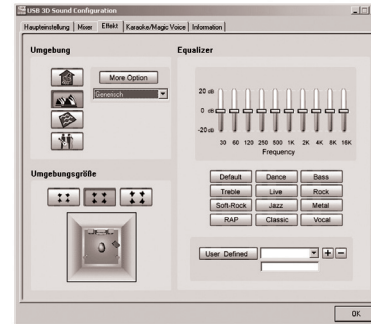 USB 3D Sound Configuration
Haupteinstellung Mixer Effekt Karaoke/Magic Voice Information
Umgebung
More Option
Generisch
Umgebungsgröße
Equalizer
20 dB
0 dB
-20 dB
30 60 120 250 500 1K 2K 4K 8K 16K
Frequency
Default Dance Bass
Treble Live Rock
Soft-Rock Jazz Metal
RAP Classic Vocal
User Defined
OK